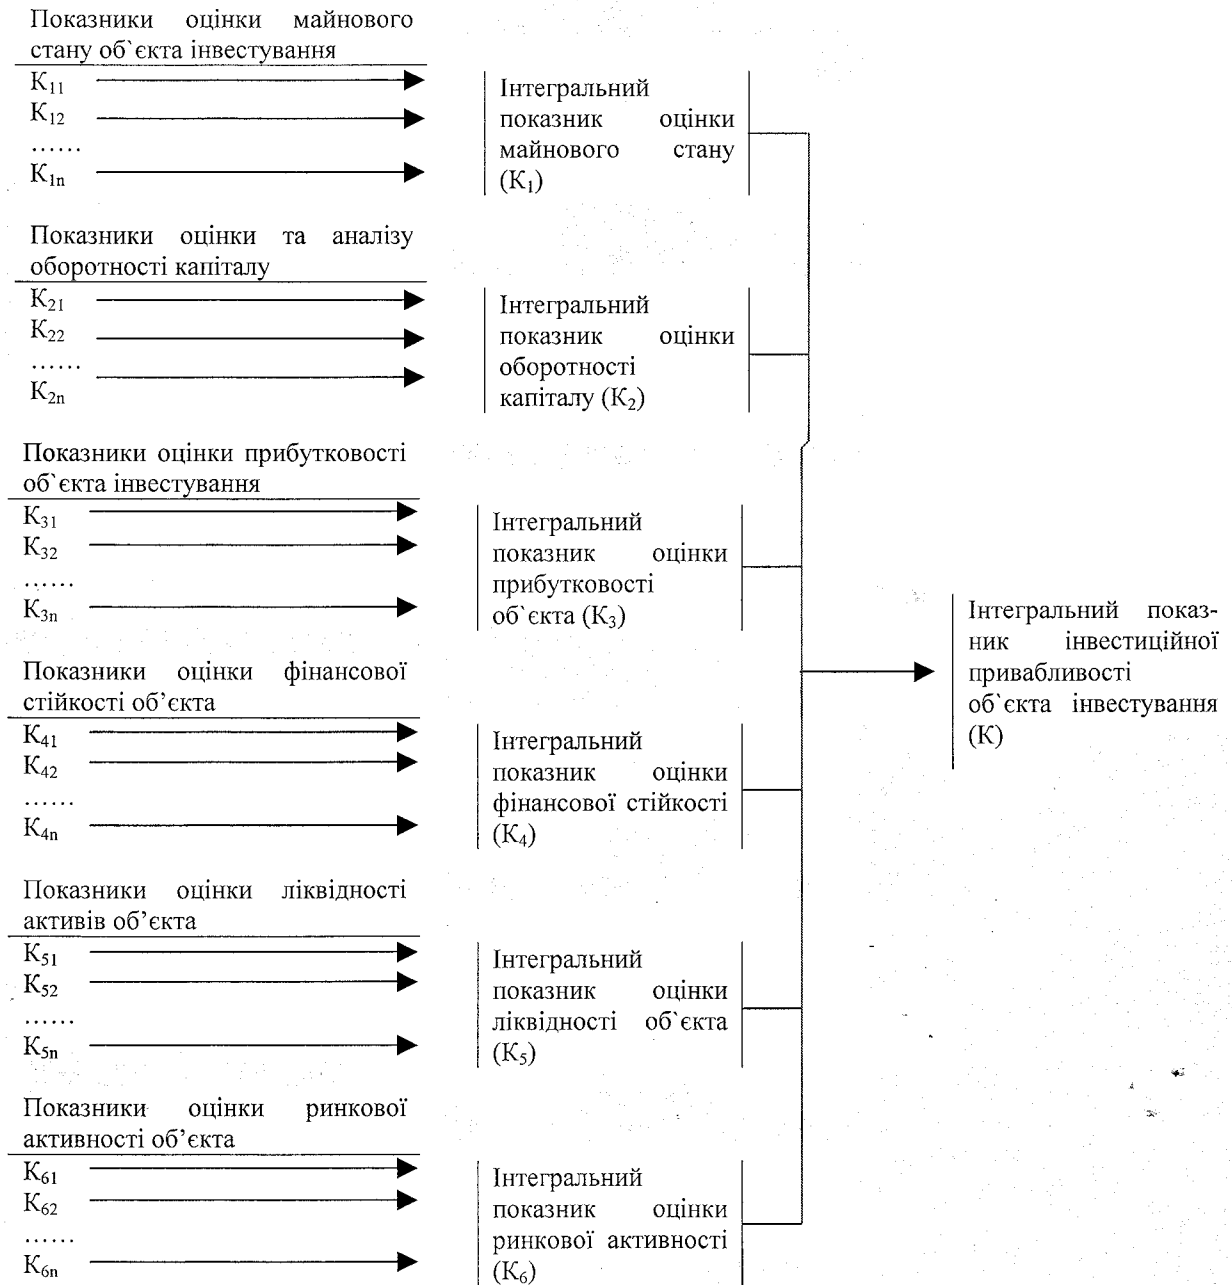 Показники оцінки майнового
стану об`єкта інвестування
К11
К12
……
К1n
Інтегральний
показник оцінки
майнового стану
(К1)
Показники оцінки та аналізу
оборотності капіталу
К21
К22
……
К2n
Інтегральний
показник оцінки
оборотності
капіталу (К2)
Показники оцінки прибутковості
об`єкта інвестування
К31
К32
……
К3n
Інтегральний
показник оцінки
прибутковості
об`єкта (К3)
Показники оцінки фінансової
стійкості об’єкта
К41
К42
……
К4n
Інтегральний
показник оцінки
фінансової стійкості
(К4)
Показники оцінки ліквідності
активів об’єкта
К51
К52
……
К5n
Інтегральний
показник оцінки
ліквідності об`єкта
(К5)
Показники оцінки ринкової
активності об’єкта
К61
К62
……
К6n
Інтегральний
показник оцінки
ринкової активності
(К6)
Інтегральний показ-
ник інвестиційної
привабливості
об`єкта інвестування
(К)